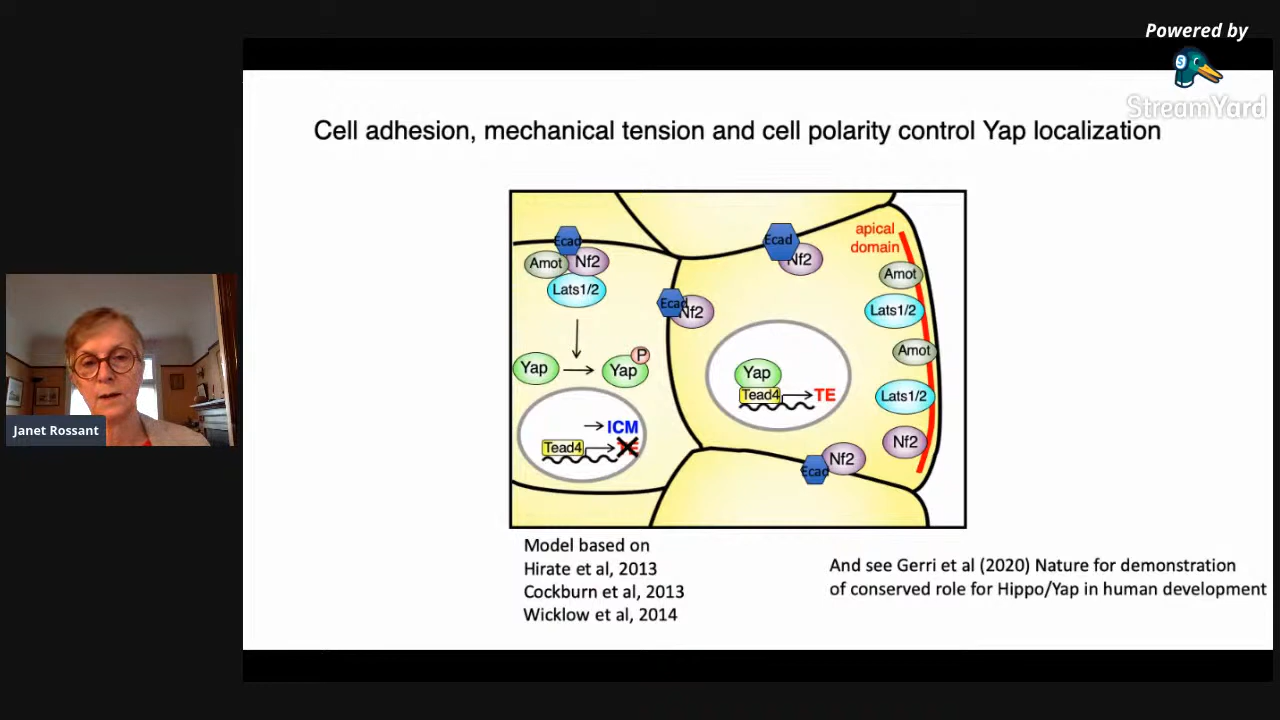 Powered by
StreamYard
Cell adhesion, mechanical tension and cell polarity control Yap localization
Ecad
Amot
Nf2
Lats1/2
Yap
Yap
P
ICM
Tead4
Ecad
Nf2
Ecad
Nf2
Yap
Tead4
TE
Ecad
Nf2
apical
domain
Amot
Lats1/2
Amot
Lats1/2
Nf2
Janet Rossant
Model based on
Hirate et al, 2013
Cockburn et al, 2013
Wicklow et al, 2014
And see Gerri et al (2020) Nature for demonstration
of conserved role for Hippo/Yap in human development